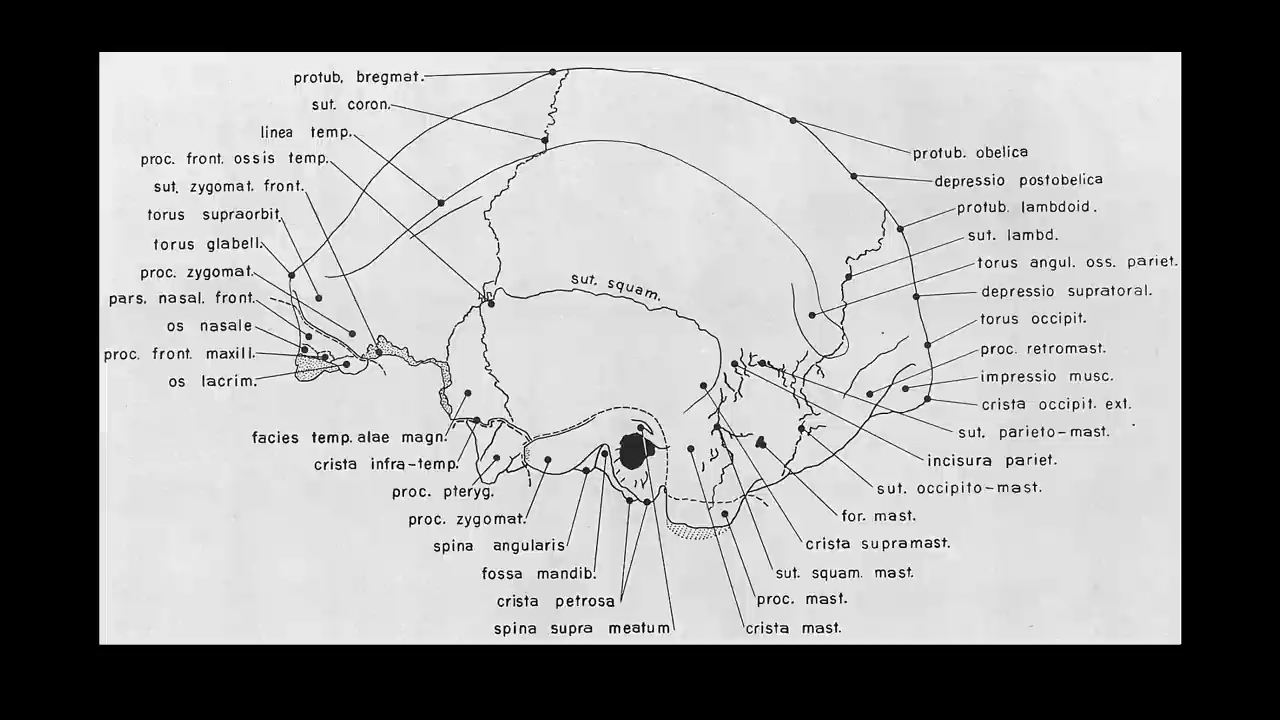 protub. bregmat.
sut. coron.
linea temp.
proc. front. ossis temp.
sut. zygomat. front.
torus supraorbit.
torus glabell.
proc. zygomat.
pars. nasal. front.
os nasale
proc. front. maxill.
os lacrim.
facies temp. alae magn.
crista infra-temp.
proc. pteryg.
proc. zygomat.
spina angularis
fossa mandib.
crista petrosa
spina supra meatum
sut. squam.
protub. obelica
depressio postobelica
protub. lambdoid.
sut. lambd.
torus angul. oss. pariet.
depressio supratoral.
torus occipit.
proc. retromast.
impressio musc.
crista occipit. ext.
sut. parieto-mast.
incisura pariet.
sut. occipito-mast.
for. mast.
crista supramast.
sut. squam. mast.
proc. mast.
crista mast.